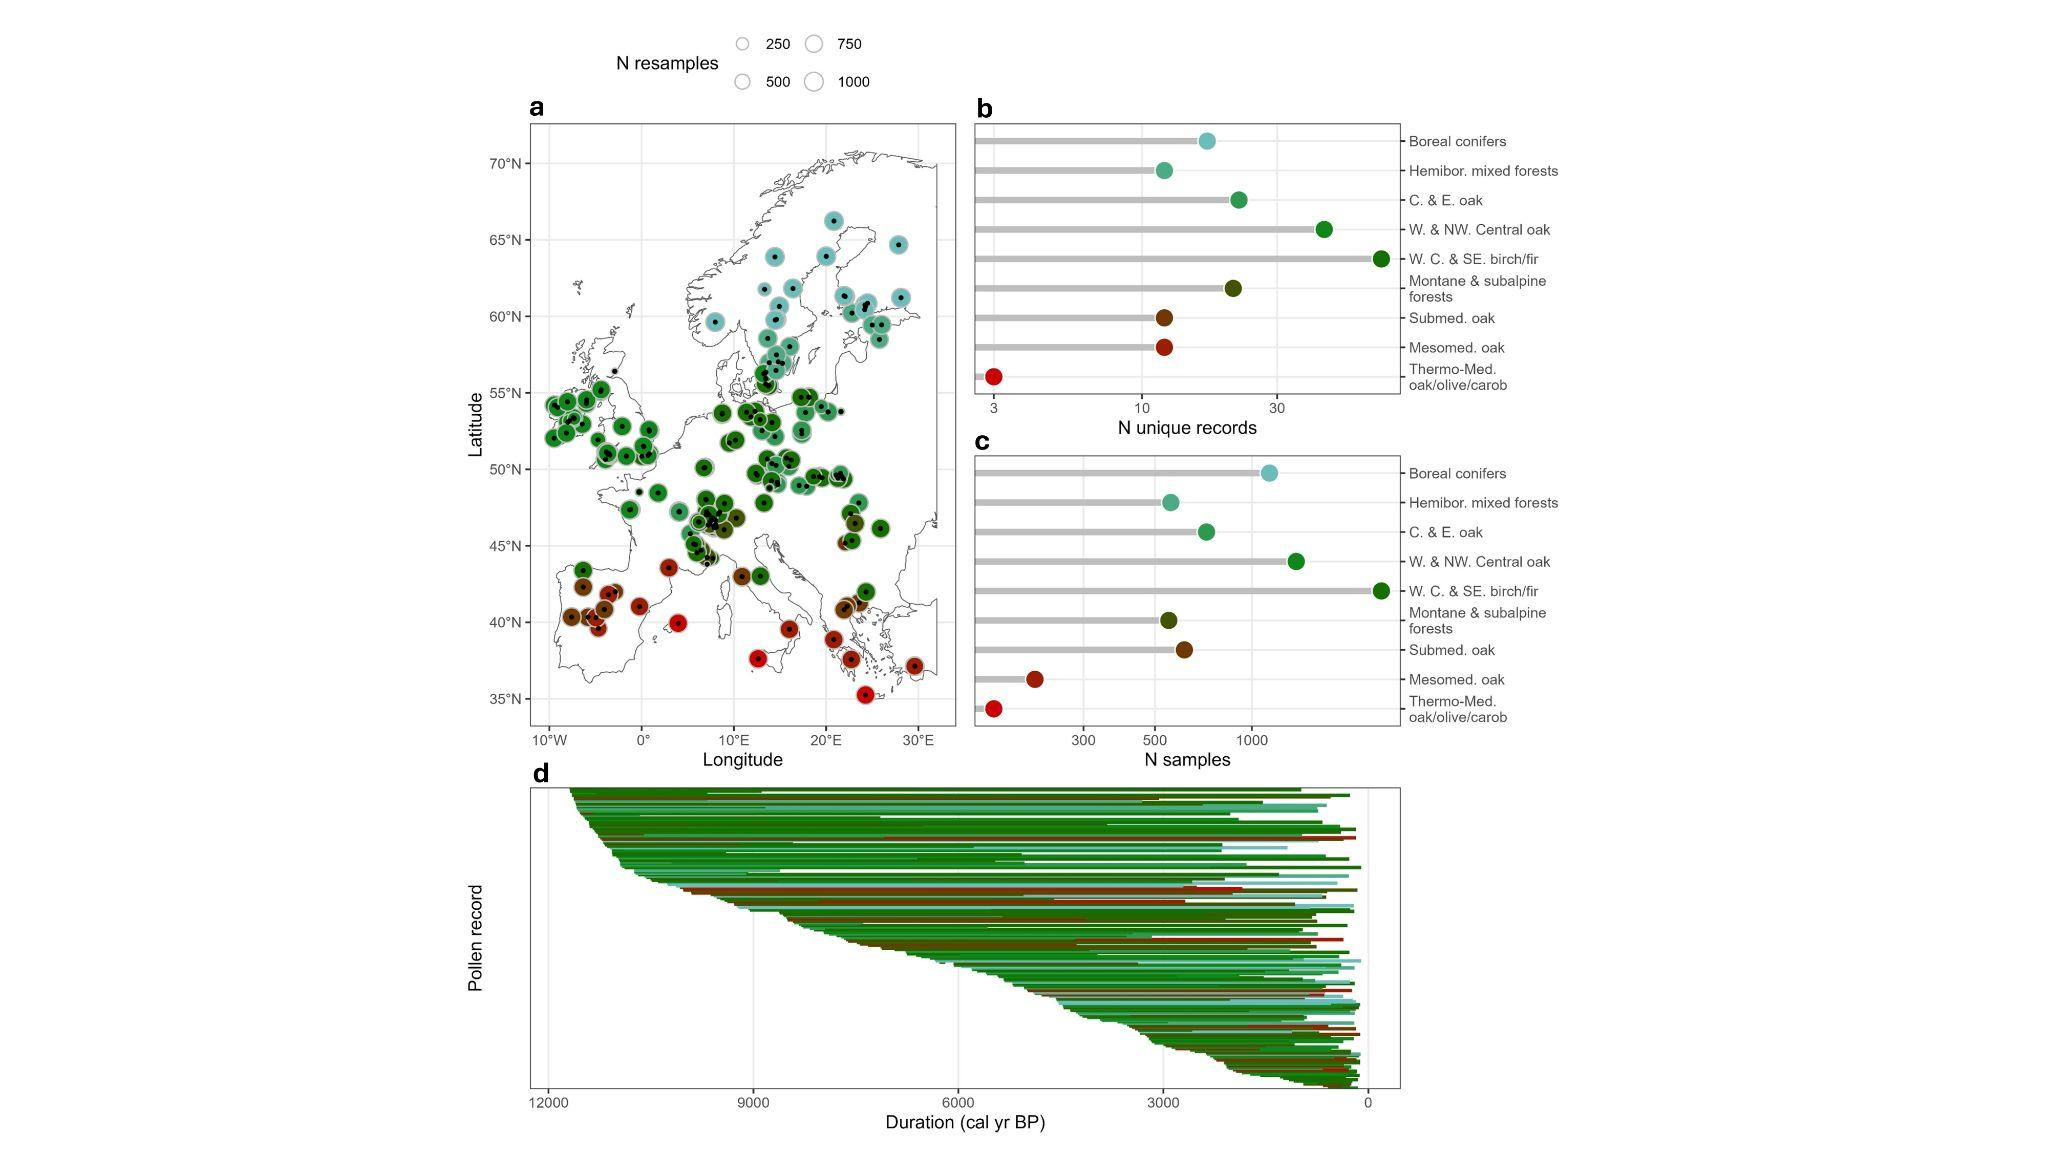 N resamples
250
750
500
1000
a
70°N
65°N
60°N
55°N
50°N
45°N
40°N
35°N
Latitude
10°W
0°
10°E
20°E
30°E
Longitude
b
Boreal conifers
Hemibor. mixed forests
C. & E. oak
W. & NW. Central oak
W. C. & SE. birch/fir
Montane & subalpine
forests
Submed. oak
Mesomed. oak
Thermo-Med.
oak/olive/carob
3
10
30
N unique records
c
Boreal conifers
Hemibor. mixed forests
C. & E. oak
W. & NW. Central oak
W. C. & SE. birch/fir
Montane & subalpine
forests
Submed. oak
Mesomed. oak
Thermo-Med.
oak/olive/carob
300
500
1000
N samples
d
Pollen record
12000
9000
6000
3000
0
Duration (cal yr BP)